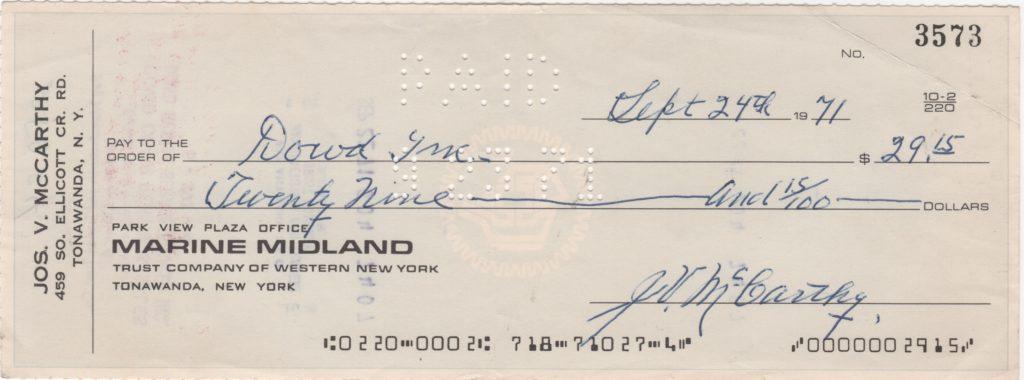 No. 3573
10-2
220
JOS. V. McCARTHY
459 SO. ELLICOTT CR. RD.
TONAWANDA, N. Y.
PAID
Sept 24th 1971
PAY TO THE
ORDER OF Dowd Inc. $ 29.15
Twenty Nine And 15/100 DOLLARS
PARK VIEW PLAZA OFFICE
MARINE MIDLAND
TRUST COMPANY OF WESTERN NEW YORK
TONAWANDA, NEW YORK
J.V. McCarthy
⑆0220⑉0002⑆ 718⑉71027⑉4⑈ ⑇0000002915⑇